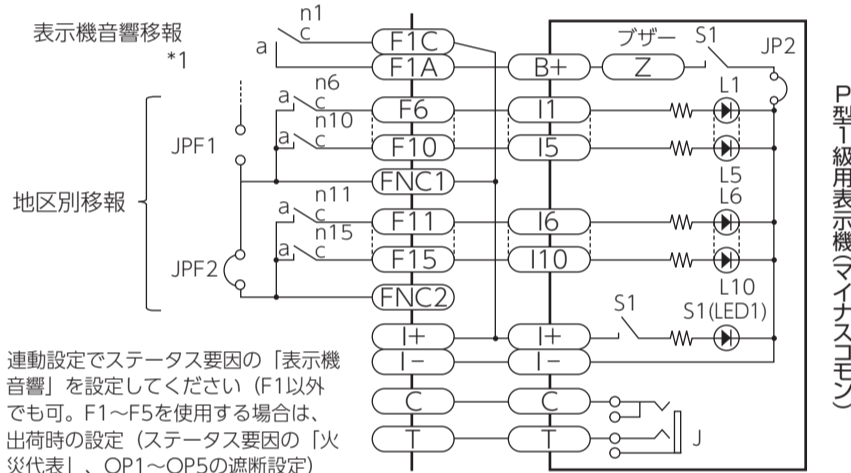 表示機音響移報
*1
n1
c
a
F1C
F1A
B+
ブザー
Z
S1
JP2
n6
a
c
n10
a
c
F6
F10
I1
I5
L1
L5
JPF1
FNC1
地区別移報
n11
a
c
n15
a
c
F11
F15
I6
I10
L6
L10
JPF2
FNC2
I+
I-
I+
I-
S1
S1(LED1)
C
T
C
T
J
連動設定でステータス要因の「表示機
音響」を設定してください（F1以外
でも可。F1～F5を使用する場合は、
出荷時の設定（ステータス要因の「火
災代表」、OP1～OP5の遮断設定）
P型1級用表示機(マイナスコモン)